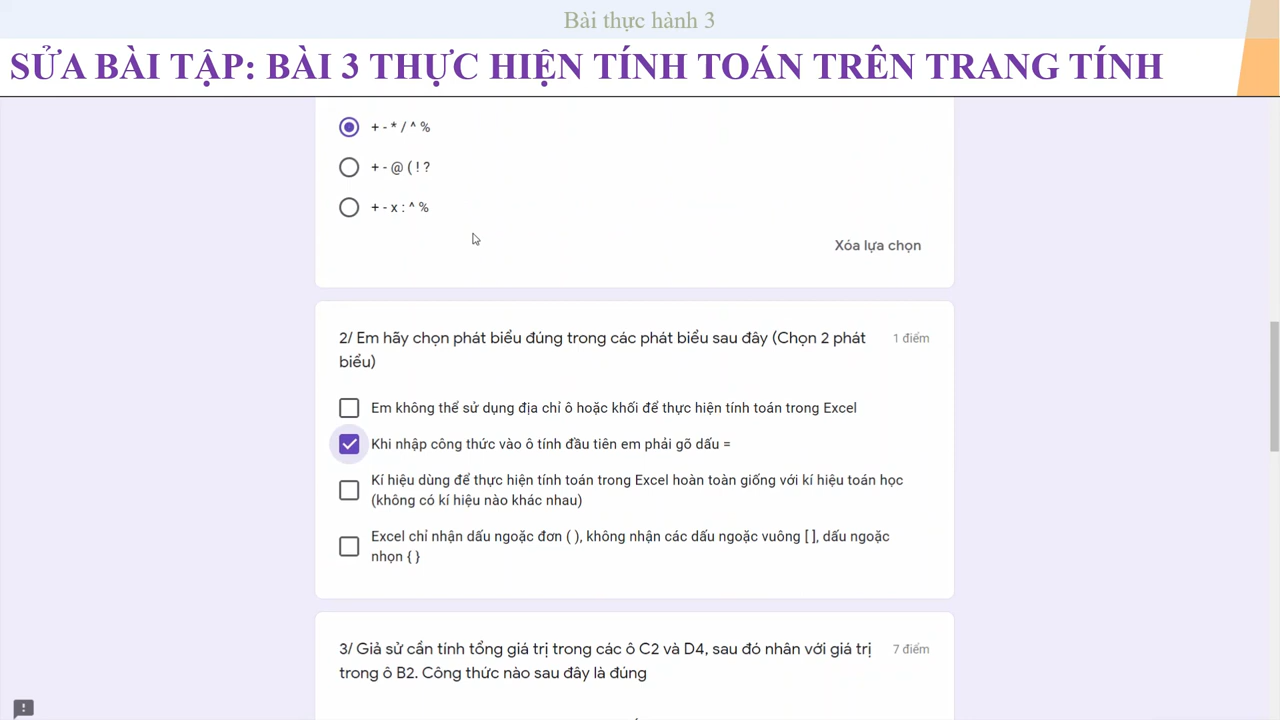 Bài thực hành 3
SỬA BÀI TẬP: BÀI 3 THỰC HIỆN TÍNH TOÁN TRÊN TRANG TÍNH
+ - * / ^ %
+ - @ ( ! ?
+ - x : ^ %
Xóa lựa chọn
2/ Em hãy chọn phát biểu đúng trong các phát biểu sau đây (Chọn 2 phát
biểu)
1 điểm
Em không thể sử dụng địa chỉ ô hoặc khối để thực hiện tính toán trong Excel
Khi nhập công thức vào ô tính đầu tiên em phải gõ dấu =
Kí hiệu dùng để thực hiện tính toán trong Excel hoàn toàn giống với kí hiệu toán học
(không có kí hiệu nào khác nhau)
Excel chỉ nhận dấu ngoặc đơn ( ), không nhận các dấu ngoặc vuông [ ], dấu ngoặc
nhọn { }
3/ Giả sử cần tính tổng giá trị trong các ô C2 và D4, sau đó nhân với giá trị
trong ô B2. Công thức nào sau đây là đúng
7 điểm